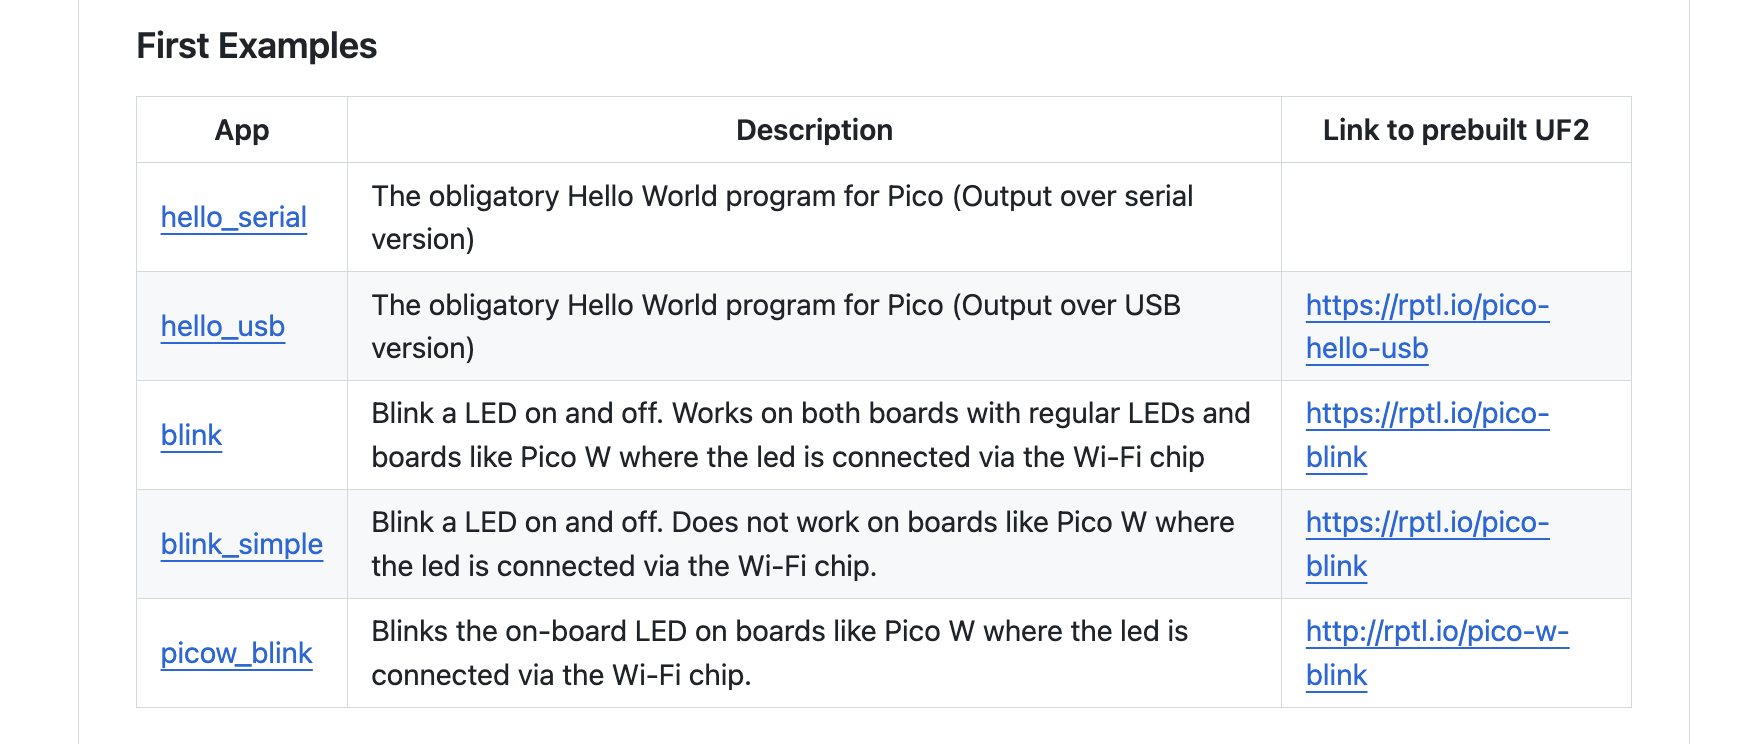 First Examples
App Description Link to prebuilt UF2
hello_serial
The obligatory Hello World program for Pico (Output over serial
version)
hello_usb
The obligatory Hello World program for Pico (Output over USB
version)
https://rptl.io/pico-
hello-usb
blink
Blink a LED on and off. Works on both boards with regular LEDs and
boards like Pico W where the led is connected via the Wi-Fi chip
https://rptl.io/pico-
blink
blink_simple
Blink a LED on and off. Does not work on boards like Pico W where
the led is connected via the Wi-Fi chip.
https://rptl.io/pico-
blink
picow_blink
Blinks the on-board LED on boards like Pico W where the led is
connected via the Wi-Fi chip.
http://rptl.io/pico-w-
blink